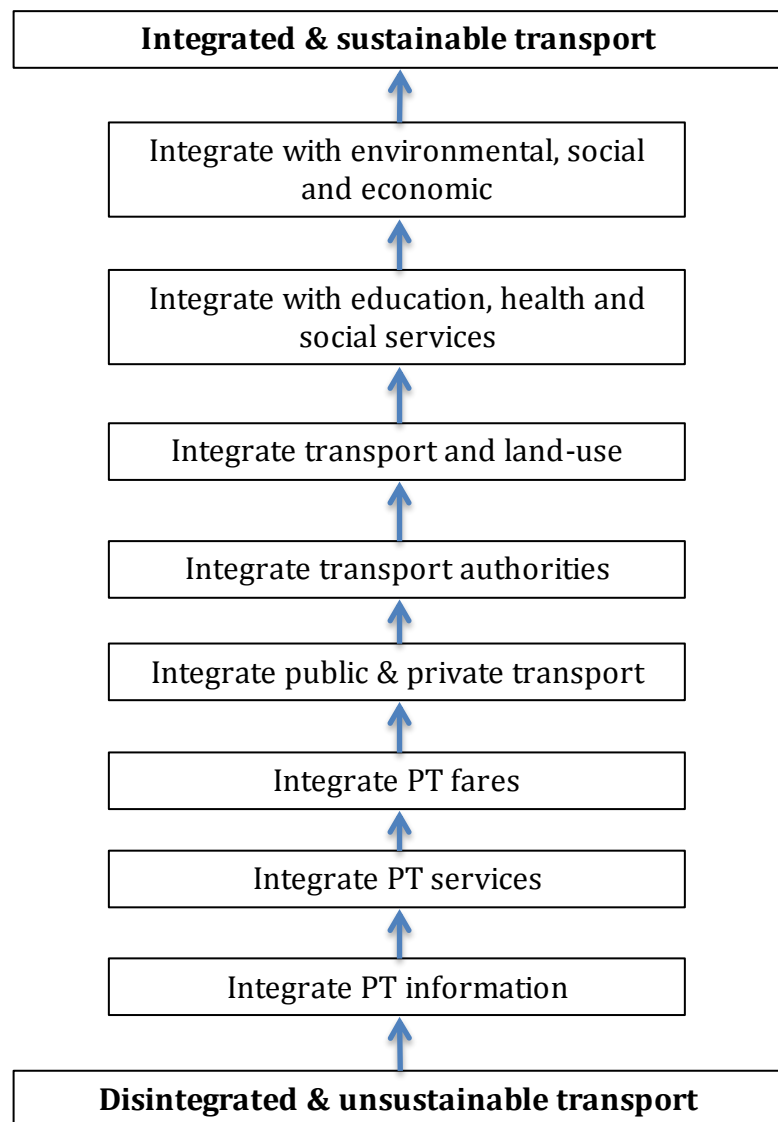 Integrated & sustainable transport
Integrate with environmental, social
and economic
Integrate with education, health and
social services
Integrate transport and land-use
Integrate transport authorities
Integrate public & private transport
Integrate PT fares
Integrate PT services
Integrate PT information
Disintegrated & unsustainable transport